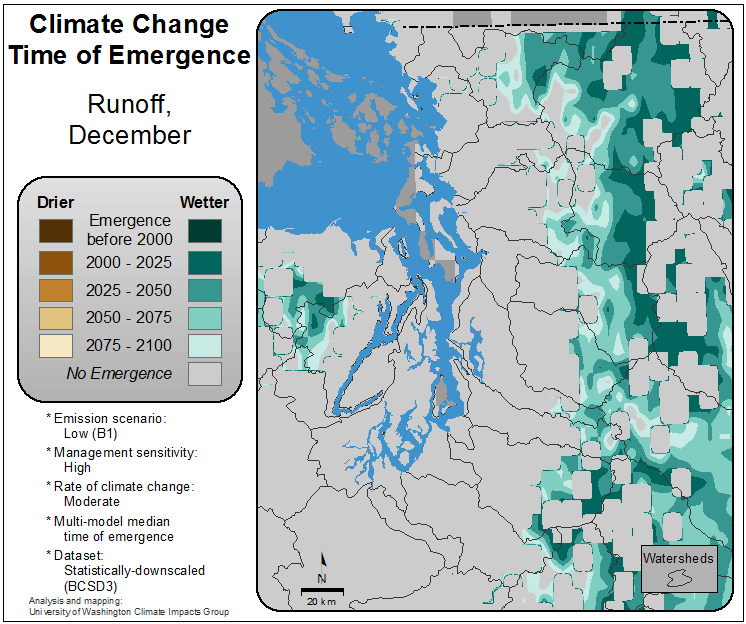 Climate Change
Time of Emergence
Runoff,
December
Drier
Wetter
Emergence
before 2000
2000 - 2025
2025 - 2050
2050 - 2075
2075 - 2100
No Emergence
* Emission scenario:
Low (B1)
* Management sensitivity:
High
* Rate of climate change:
Moderate
* Multi-model median
time of emergence
* Dataset:
Statistically-downscaled
(BCSD3)
Analysis and mapping:
University of Washington Climate Impacts Group
N
20 km
Watersheds